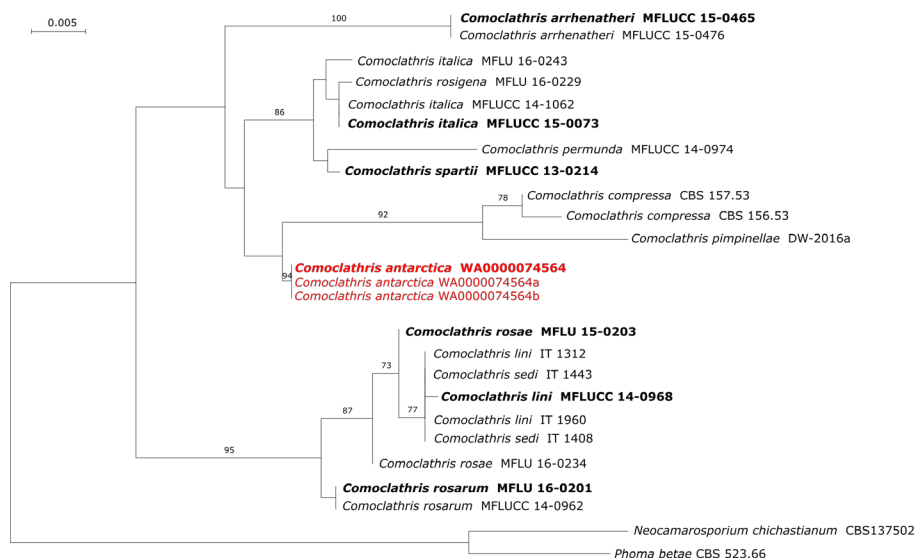 0.005
100
Comoclathris arrhenatheri MFLUCC 15-0465
Comoclathris arrhenatheri MFLUCC 15-0476
Comoclathris italica MFLU 16-0243
Comoclathris rosigena MFLU 16-0229
Comoclathris italica MFLUCC 14-1062
86
Comoclathris italica MFLUCC 15-0073
Comoclathris permunda MFLUCC 14-0974
Comoclathris spartii MFLUCC 13-0214
78
Comoclathris compressa CBS 157.53
92
Comoclathris compressa CBS 156.53
Comoclathris pimpinellae DW-2016a
Comoclathris antarctica WA0000074564
94
Comoclathris antarctica WA0000074564a
Comoclathris antarctica WA0000074564b
Comoclathris rosae MFLU 15-0203
Comoclathris lini IT 1312
73
Comoclathris sedi IT 1443
Comoclathris lini MFLUCC 14-0968
87
77
Comoclathris lini IT 1960
Comoclathris sedi IT 1408
95
Comoclathris rosae MFLU 16-0234
Comoclathris rosarum MFLU 16-0201
Comoclathris rosarum MFLUCC 14-0962
Neocamarosporium chichastianum CBS137502
Phoma betae CBS 523.66